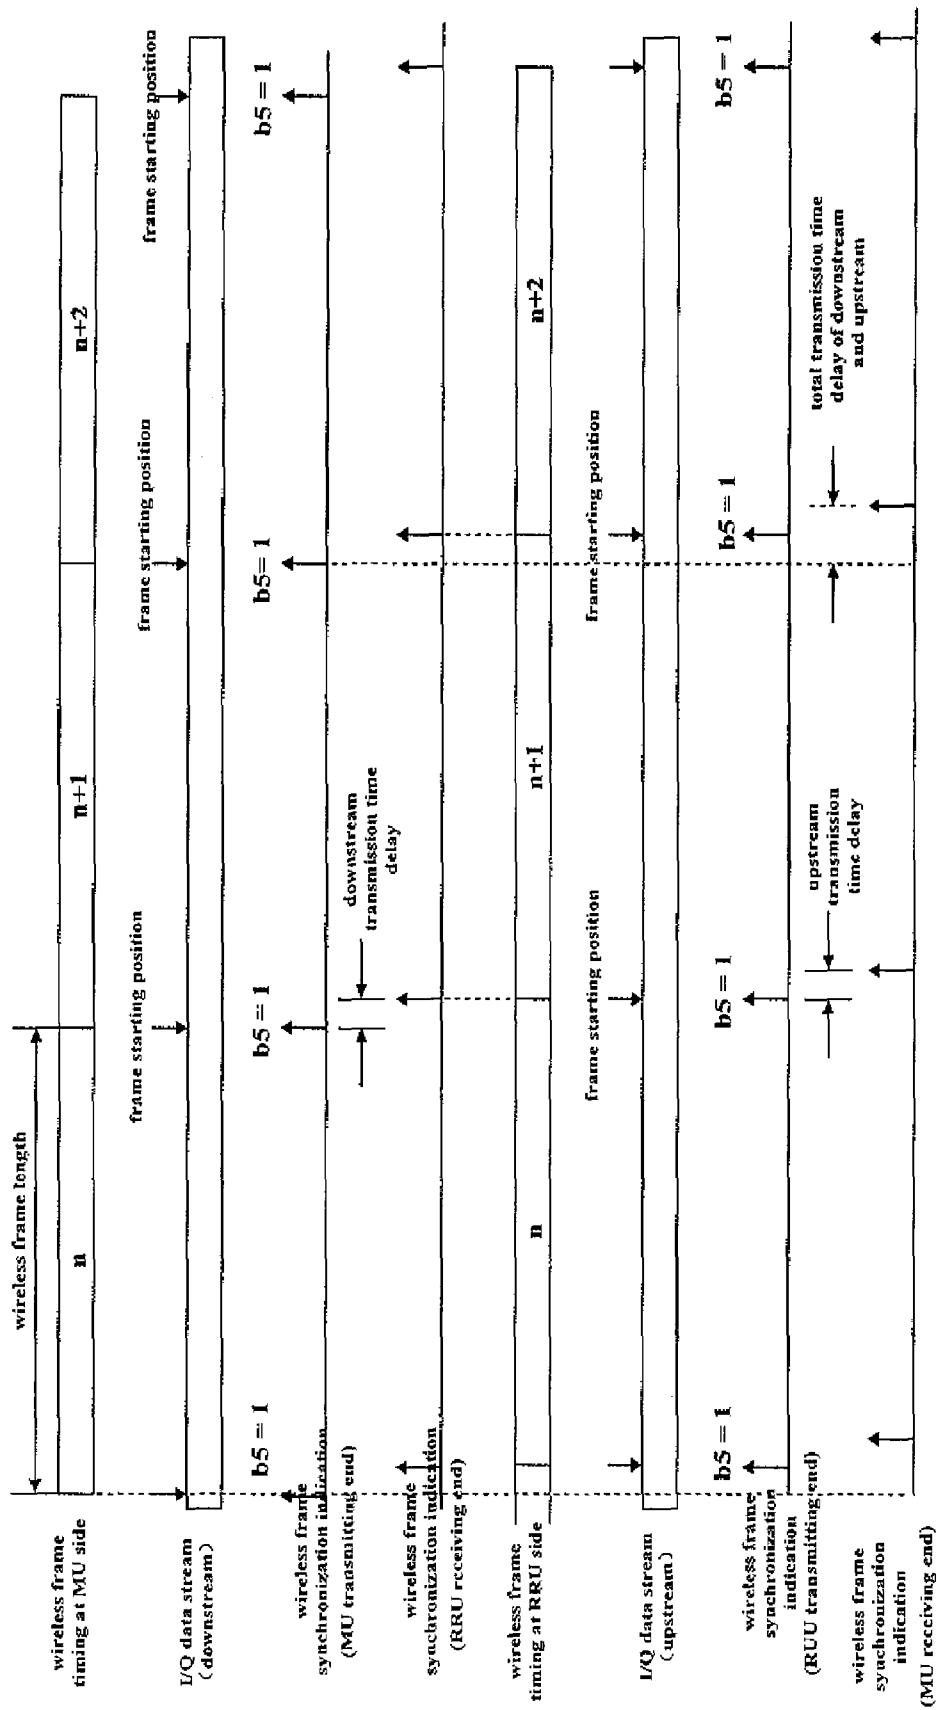 wireless frame length
wireless frame
timing at MU side
n
n+1
n+2
frame starting position
frame starting position
frame starting position
I/Q data stream
(downstream)
b5 = 1
b5 = 1
b5 = 1
b5 = 1
wireless frame
synchronization indication
(MU transmitting end)
downstream
transmission time
delay
wireless frame
synchronization indication
(RRU receiving end)
wireless frame
timing at RRU side
n
n+1
n+2
frame starting position
frame starting position
I/Q data stream
(upstream)
b5 = 1
b5 = 1
b5 = 1
b5 = 1
wireless frame
synchronization
indication
(RUU transmitting end)
upstream
transmission
time delay
total transmission time
delay of downstream
and upstream
wireless frame
synchronization
indication
(MU receiving end)